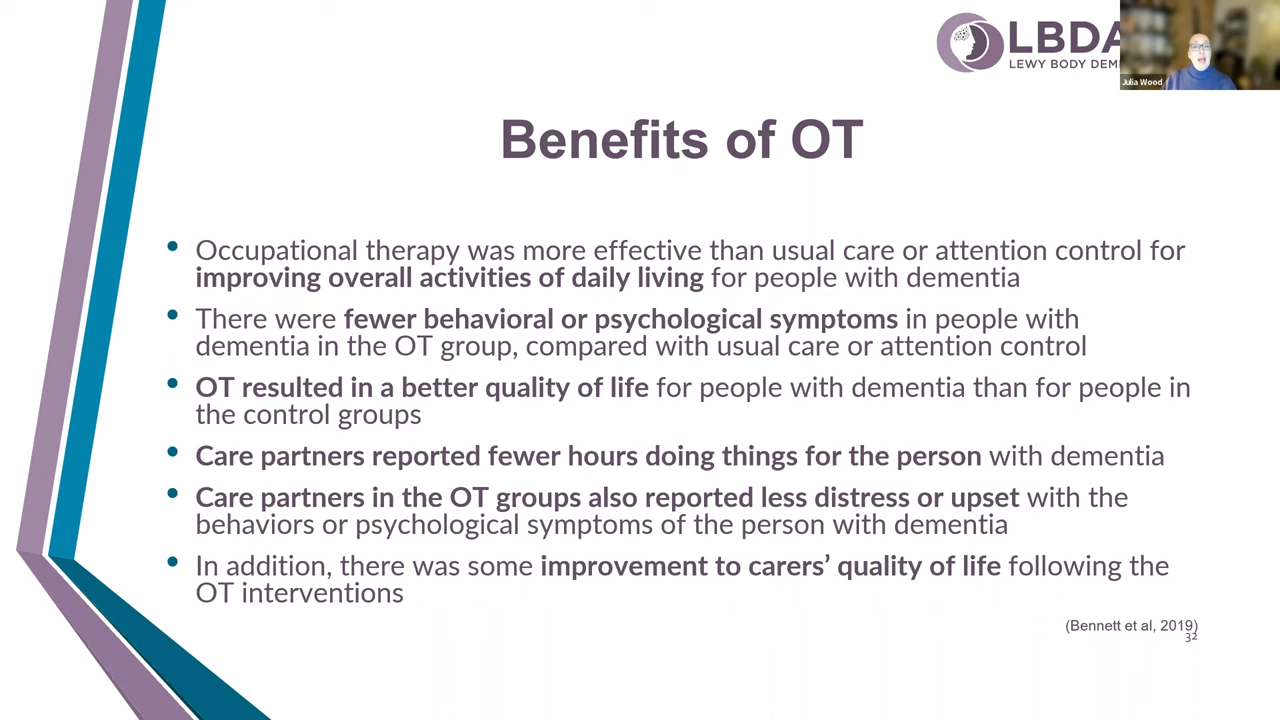 LBDA
LEWY BODY DEM
Julia Wood
Benefits of OT
• Occupational therapy was more effective than usual care or attention control for
improving overall activities of daily living for people with dementia
• There were fewer behavioral or psychological symptoms in people with
dementia in the OT group, compared with usual care or attention control
• OT resulted in a better quality of life for people with dementia than for people in
the control groups
• Care partners reported fewer hours doing things for the person with dementia
• Care partners in the OT groups also reported less distress or upset with the
behaviors or psychological symptoms of the person with dementia
• In addition, there was some improvement to carers’ quality of life following the
OT interventions
(Bennett et al, 2019)
32